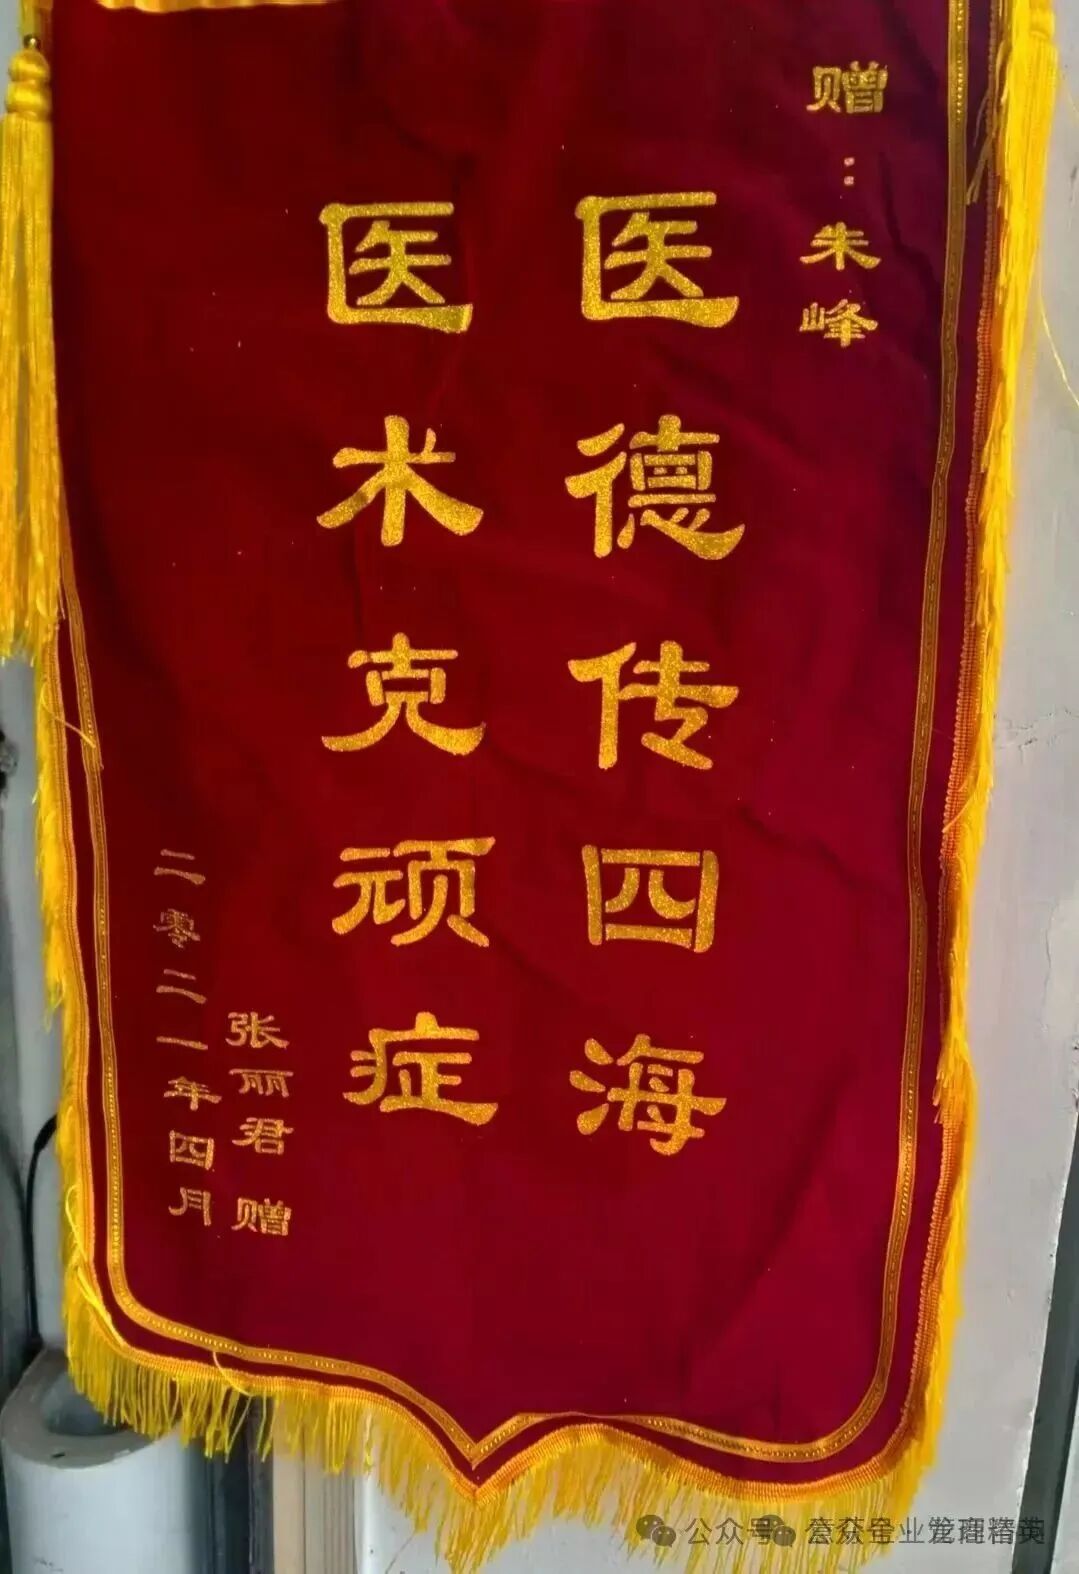 赠：朱峰
医德传四海
医术克顽症
张丽君 赠
二零二一年四月
公众号